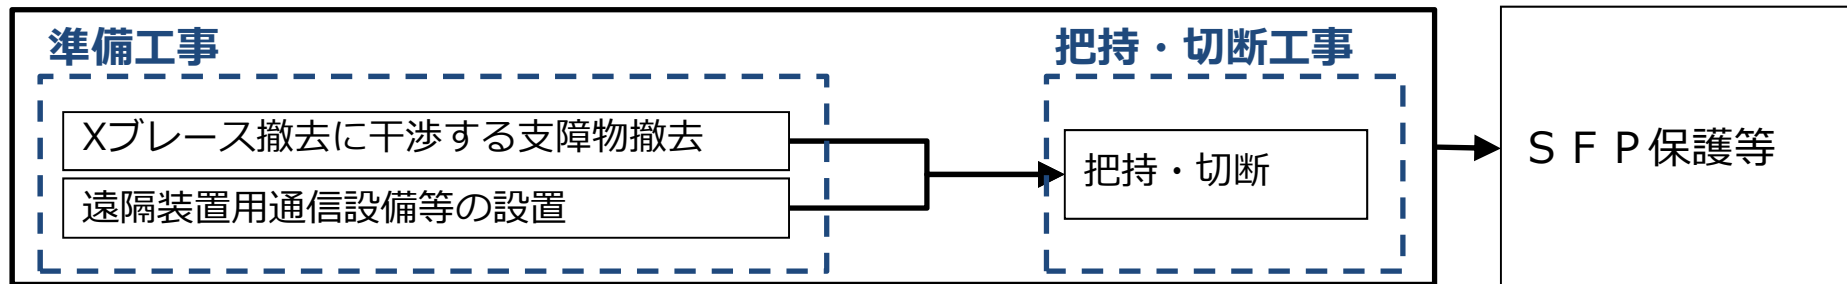 準備工事
Xブレース撤去に干渉する支障物撤去
遠隔装置用通信設備等の設置
把持・切断工事
把持・切断
ＳＦＰ保護等